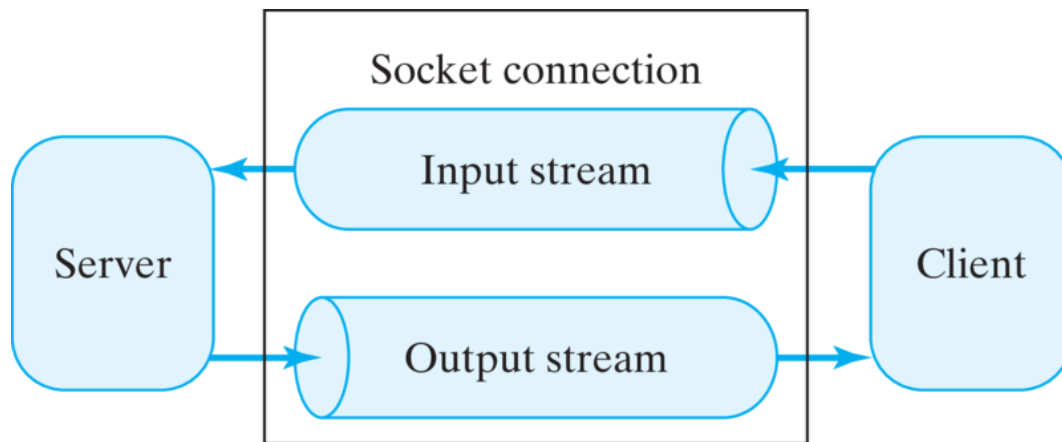 Socket connection
Input stream
Server
Client
Output stream